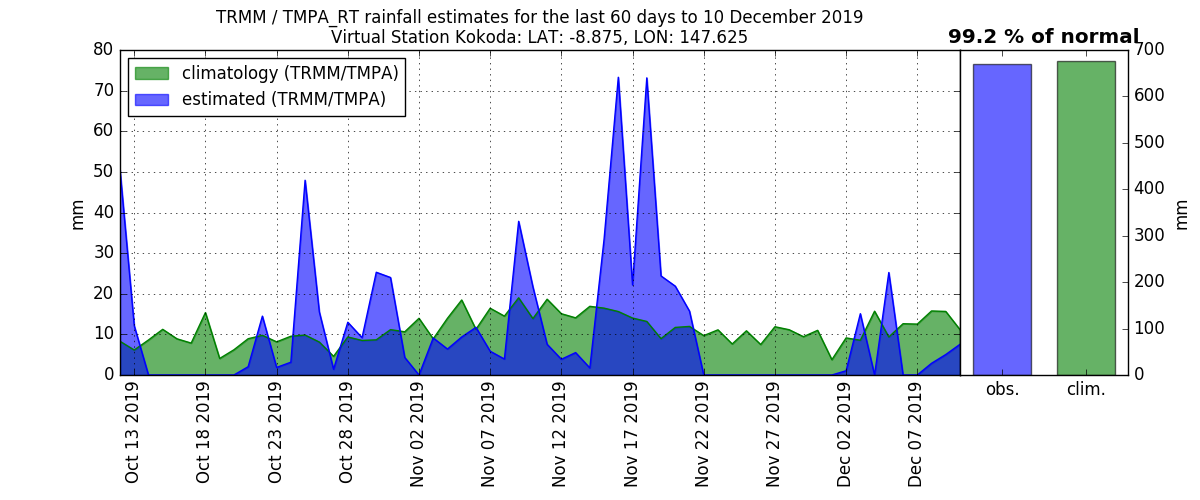 TRMM / TMPA_RT rainfall estimates for the last 60 days to 10 December 2019
Virtual Station Kokoda: LAT: -8.875, LON: 147.625
99.2 % of normal
climatology (TRMM/TMPA)
estimated (TRMM/TMPA)
80
70
60
50
40
30
20
10
0
mm
Oct 13 2019
Oct 18 2019
Oct 23 2019
Oct 28 2019
Nov 02 2019
Nov 07 2019
Nov 12 2019
Nov 17 2019
Nov 22 2019
Nov 27 2019
Dec 02 2019
Dec 07 2019
obs.
clim.
700
600
500
400
300
200
100
0
mm